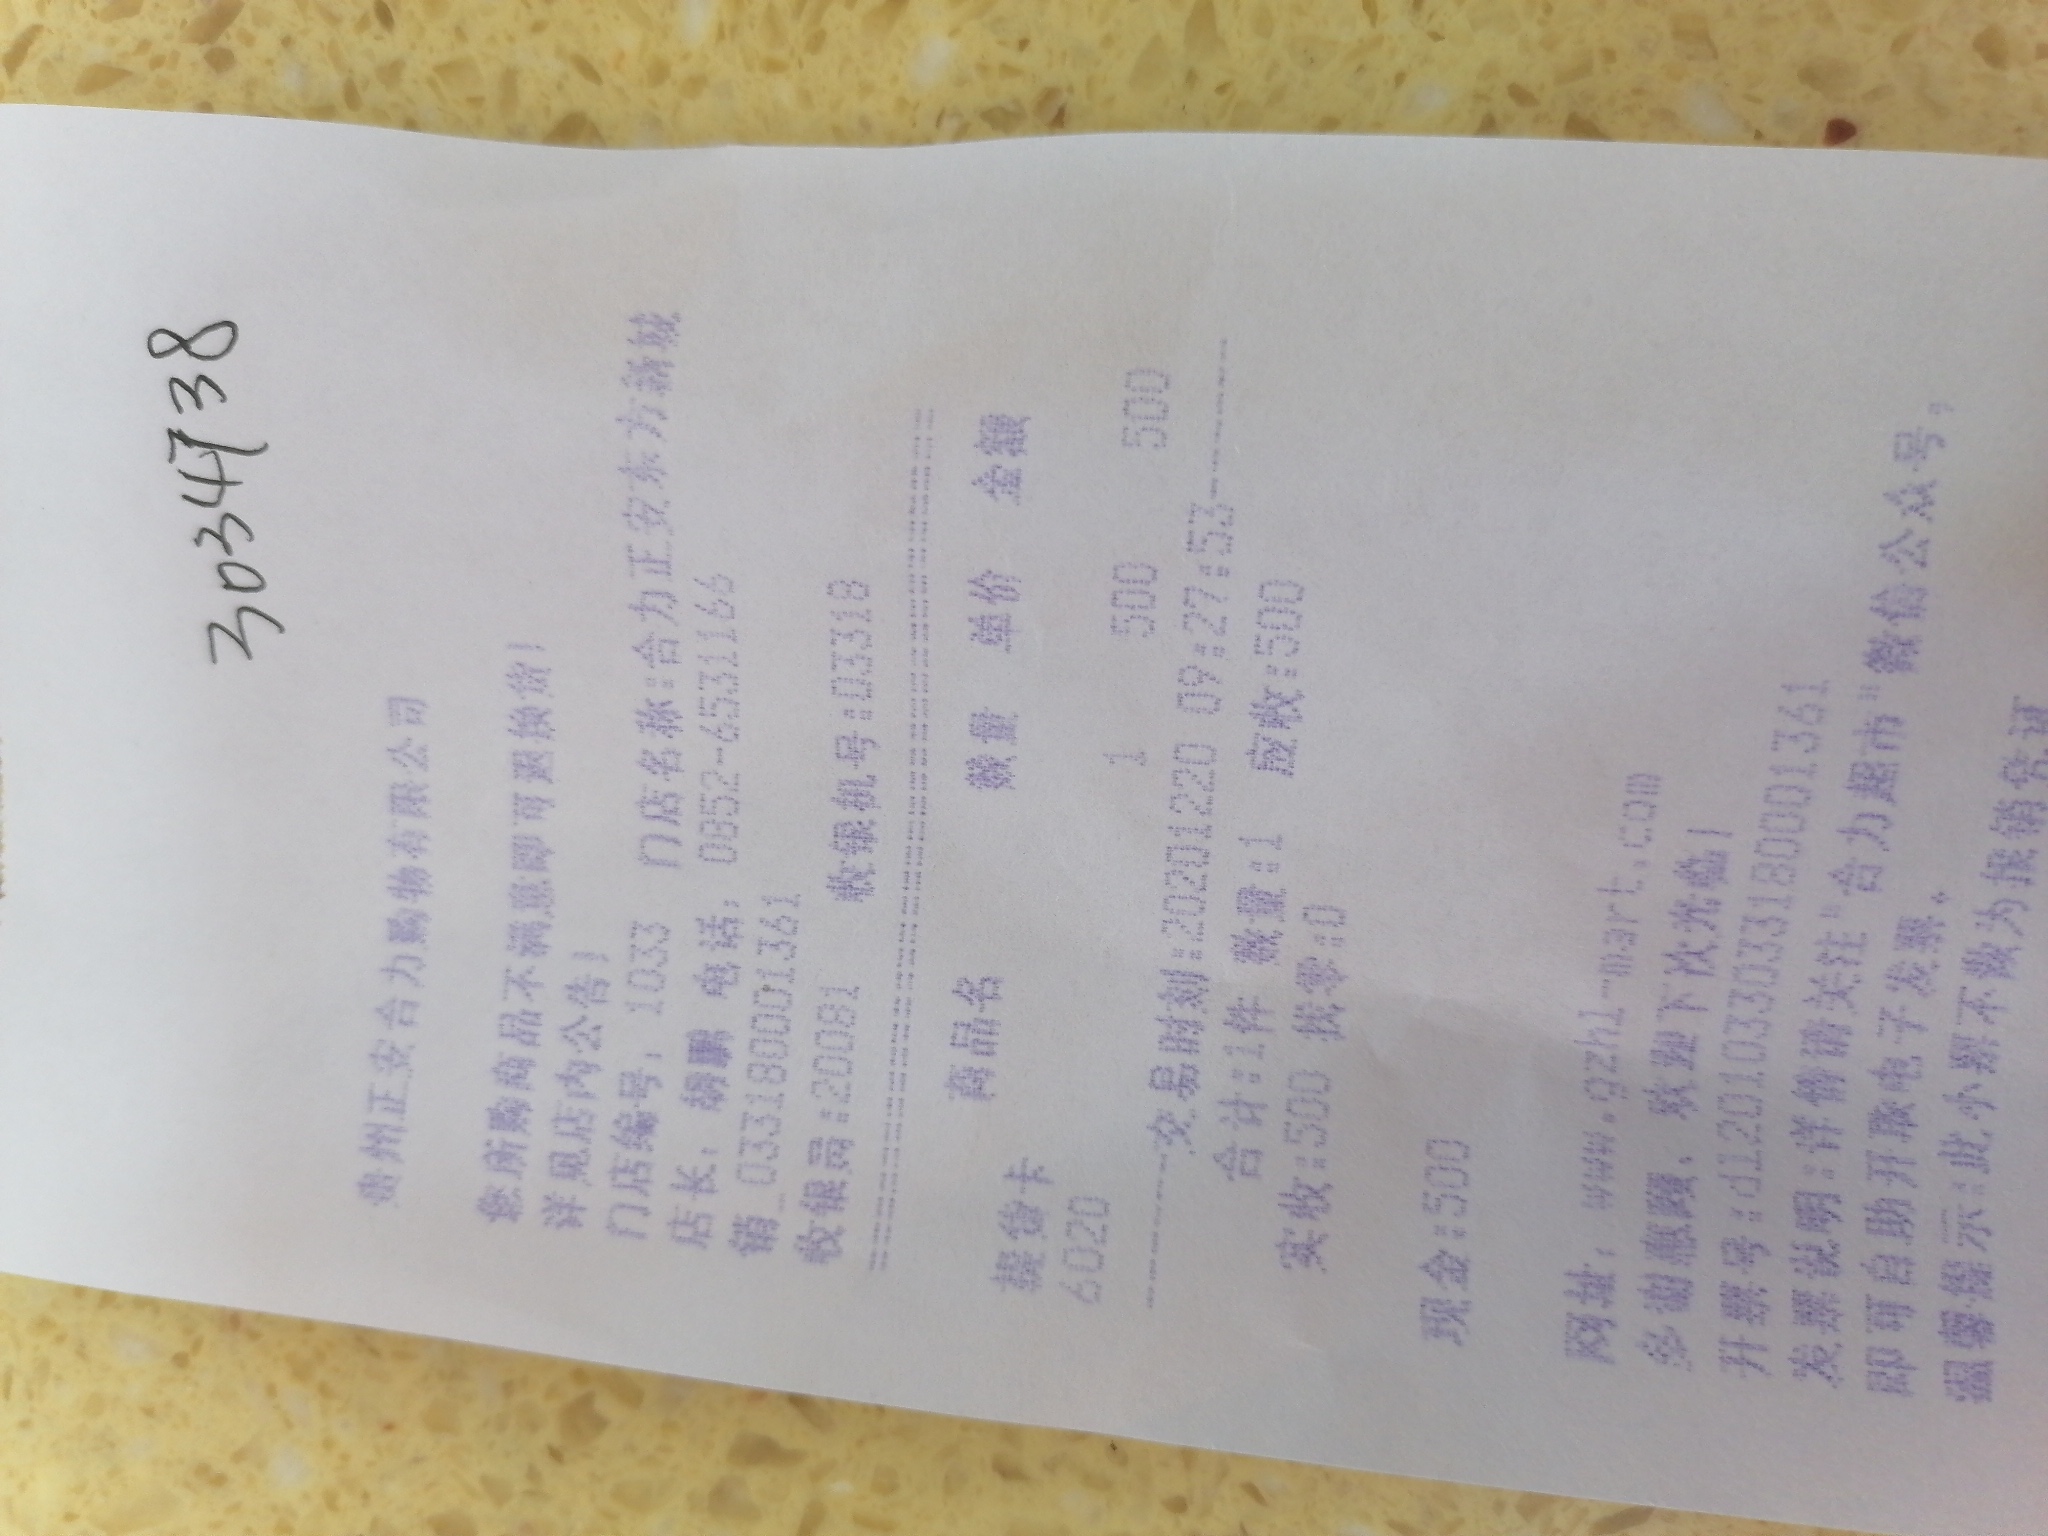 3034738
贵州正安合力购物有限公司
您所购商品不满意即可退换货!
详见店内公告!
门店编号: 1033 门店名称:合力正安东方新城
店长: 胡鹏 电话: 0852-6531166
销_033180001361
收银员:20081 收银机号:03318
================================
商品名 数量 单价 金额
提货卡
6020 1 500 500
--------交易时刻:20201220 09:27:53--------
合计:1件 数量:1 应收:500
实收:500 找零:0
现金:500
网址: www.gzhl-mart.com
多谢惠顾、欢迎下次光临!
开票号:d1201033033180001361
发票说明:详情请关注"合力超市"微信公众号,
即可自助开取电子发票。
温馨提示:此小票不做为报销凭证